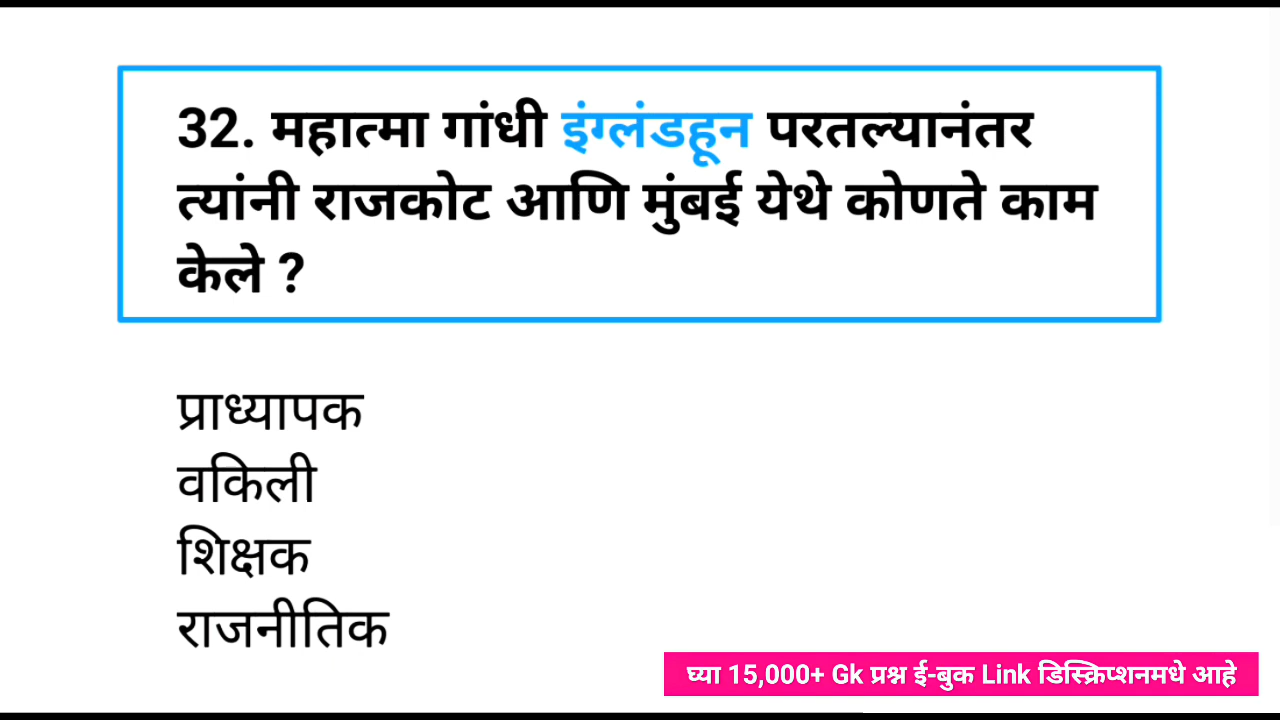 32. महात्मा गांधी इंग्लंडहून परतल्यानंतर
त्यांनी राजकोट आणि मुंबई येथे कोणते काम
केले ?
प्राध्यापक
वकिली
शिक्षक
राजनीतिक
घ्या 15,000+ Gk प्रश्न ई-बुक Link डिस्क्रिप्शनमधे आहे